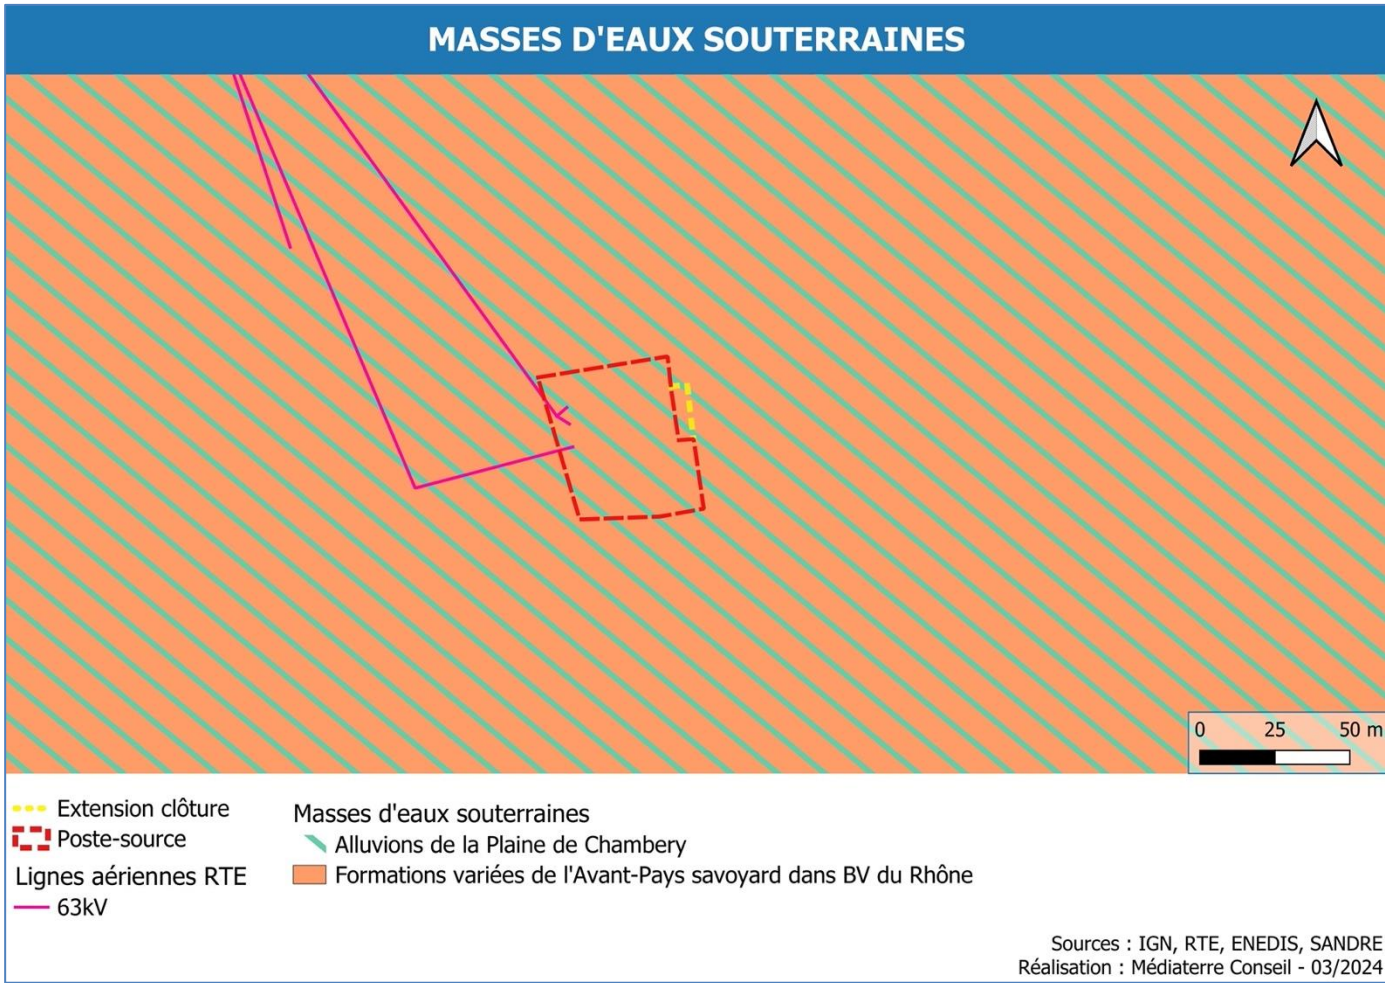 MASSES D'EAUX SOUTERRAINES
0 25 50 m
Extension clôture
Poste-source
Lignes aériennes RTE
63kV
Masses d'eaux souterraines
Alluvions de la Plaine de Chambery
Formations variées de l'Avant-Pays savoyard dans BV du Rhône
Sources : IGN, RTE, ENEDIS, SANDRE
Réalisation : Médiaterre Conseil - 03/2024